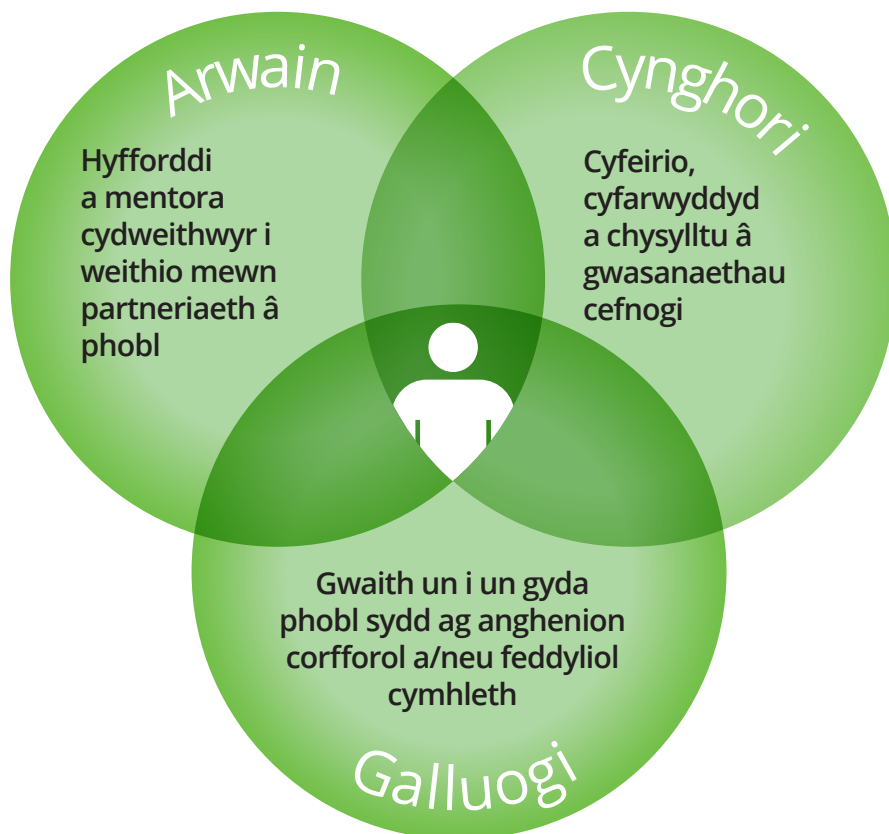 Arwain
Hyfforddi
a mentora
cydweithwyr i
weithio mewn
partneriaeth â
phobl
Cynghori
Cyfeirio,
cyfarwyddyd
a chysylltu â
gwasanaethau
cefnogi
Gwaith un i un gyda
phobl sydd ag anghenion
corfforol a/neu feddyliol
cymhleth
Galluogi